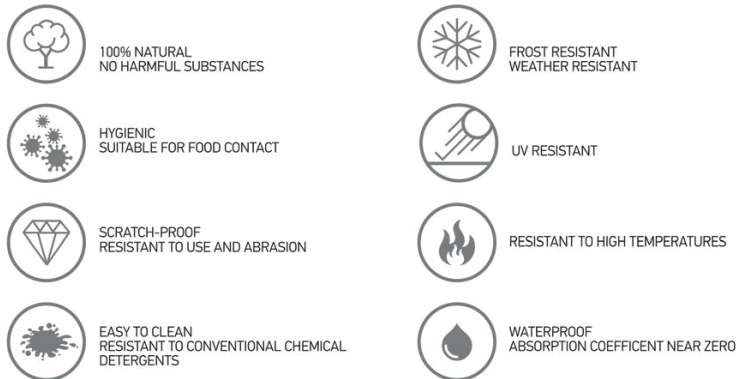 100% NATURAL
NO HARMFUL SUBSTANCES
HYGIENIC
SUITABLE FOR FOOD CONTACT
SCRATCH-PROOF
RESISTANT TO USE AND ABRASION
EASY TO CLEAN
RESISTANT TO CONVENTIONAL CHEMICAL
DETERGENTS
FROST RESISTANT
WEATHER RESISTANT
UV RESISTANT
RESISTANT TO HIGH TEMPERATURES
WATERPROOF
ABSORPTION COEFFICENT NEAR ZERO